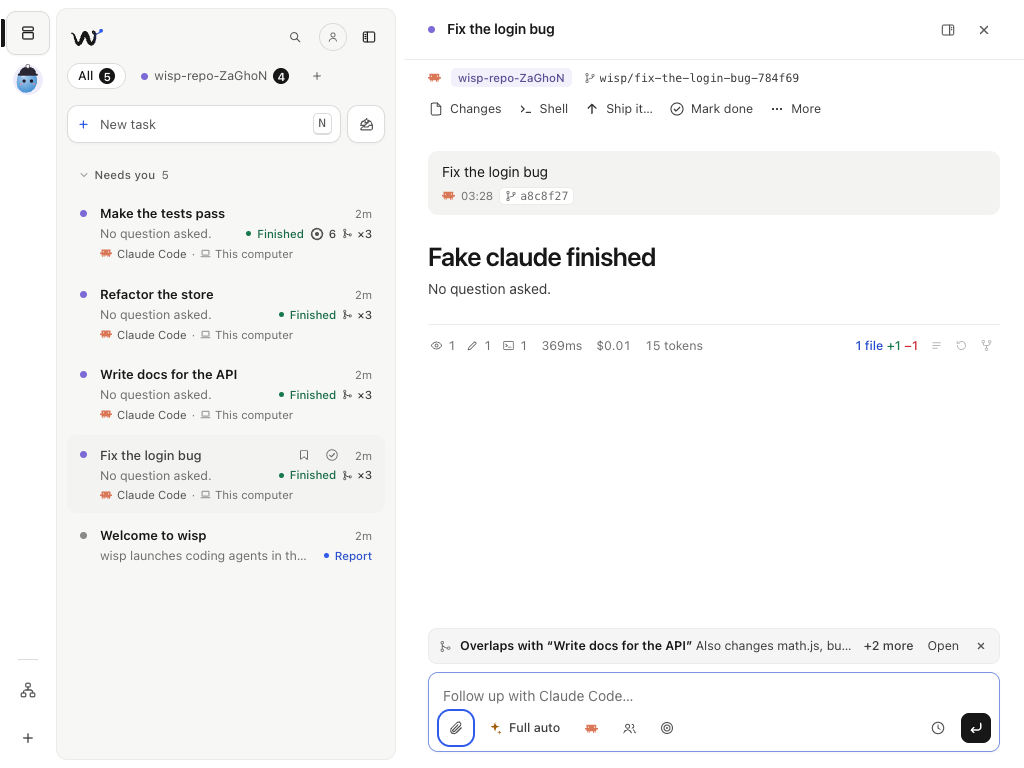 All 5
wisp-repo-ZaGhoN 4
New task N
Needs you 5
Make the tests pass 2m
No question asked. Finished 6 ×3
Claude Code · This computer
Refactor the store 2m
No question asked. Finished ×3
Claude Code · This computer
Write docs for the API 2m
No question asked. Finished ×3
Claude Code · This computer
Fix the login bug 2m
No question asked. Finished ×3
Claude Code · This computer
Welcome to wisp 2m
wisp launches coding agents in th... Report
Fix the login bug
wisp-repo-ZaGhoN wisp/fix-the-login-bug-784f69
Changes Shell Ship it... Mark done More
Fix the login bug
03:28 a8c8f27
Fake claude finished
No question asked.
1 1 1 369ms $0.01 15 tokens 1 file +1 −1
Overlaps with “Write docs for the API” Also changes math.js, bu... +2 more Open
Follow up with Claude Code...
Full auto